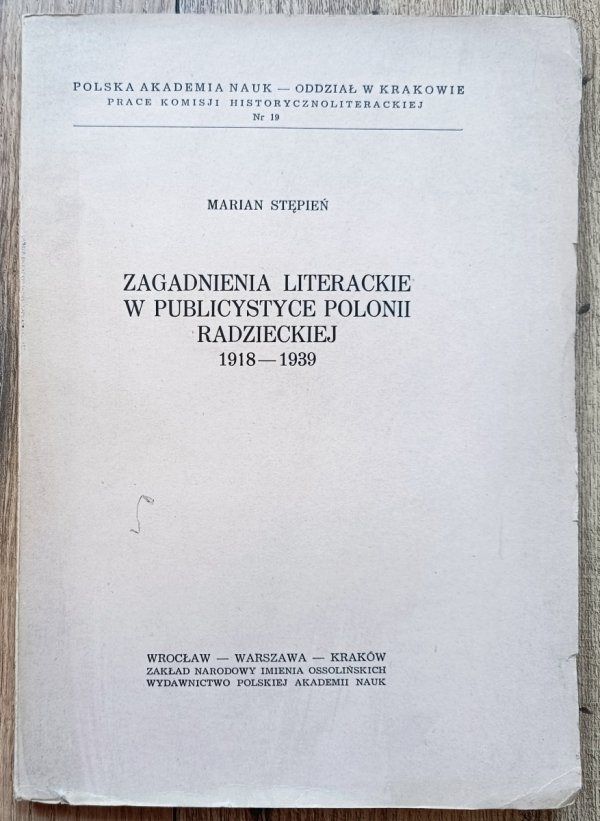 POLSKA AKADEMIA NAUK — ODDZIAŁ W KRAKOWIE
PRACE KOMISJI HISTORYCZNOLITERACKIEJ
Nr 19
MARIAN STĘPIEŃ
ZAGADNIENIA LITERACKIE
W PUBLICYSTYCE POLONII
RADZIECKIEJ
1918—1939
WROCŁAW — WARSZAWA — KRAKÓW
ZAKŁAD NARODOWY IMIENIA OSSOLIŃSKICH
WYDAWNICTWO POLSKIEJ AKADEMII NAUK